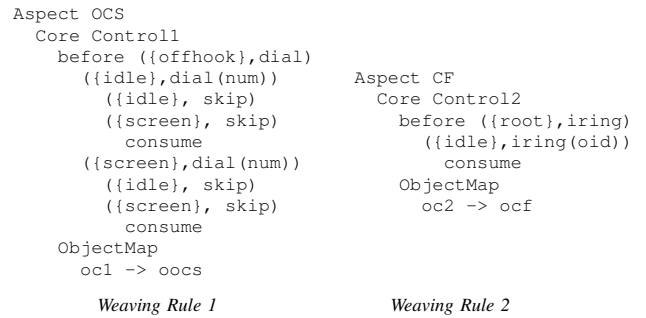 Aspect OCS
Core Control1
before ({offhook},dial)
({idle},dial(num))
({idle}, skip)
({screen}, skip)
consume
({screen},dial(num))
({idle}, skip)
({screen}, skip)
consume
ObjectMap
oc1 -> oocs
Weaving Rule 1
Aspect CF
Core Control2
before ({root},iring)
({idle},iring(oid))
consume
ObjectMap
oc2 -> ocf
Weaving Rule 2